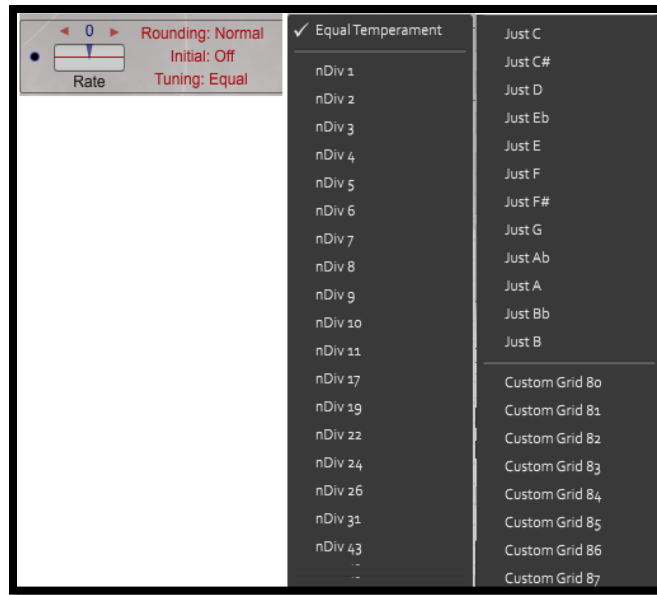 0
Rounding: Normal
Initial: Off
Rate
Tuning: Equal
Equal Temperament
nDiv 1
nDiv 2
nDiv 3
nDiv 4
nDiv 5
nDiv 6
nDiv 7
nDiv 8
nDiv 9
nDiv 10
nDiv 11
nDiv 17
nDiv 19
nDiv 22
nDiv 24
nDiv 26
nDiv 31
nDiv 43
Just C
Just C#
Just D
Just Eb
Just E
Just F
Just F#
Just G
Just Ab
Just A
Just Bb
Just B
Custom Grid 80
Custom Grid 81
Custom Grid 82
Custom Grid 83
Custom Grid 84
Custom Grid 85
Custom Grid 86
Custom Grid 87